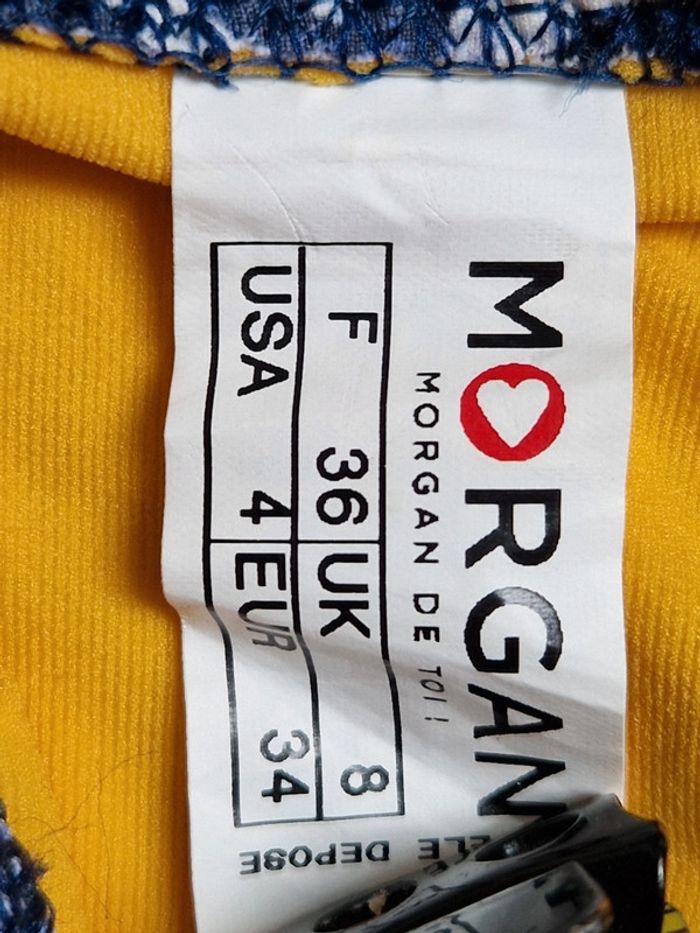 MORGAN
MORGAN DE TOI !
F 36 UK 8
USA 4 EUR 34
DEPOSE